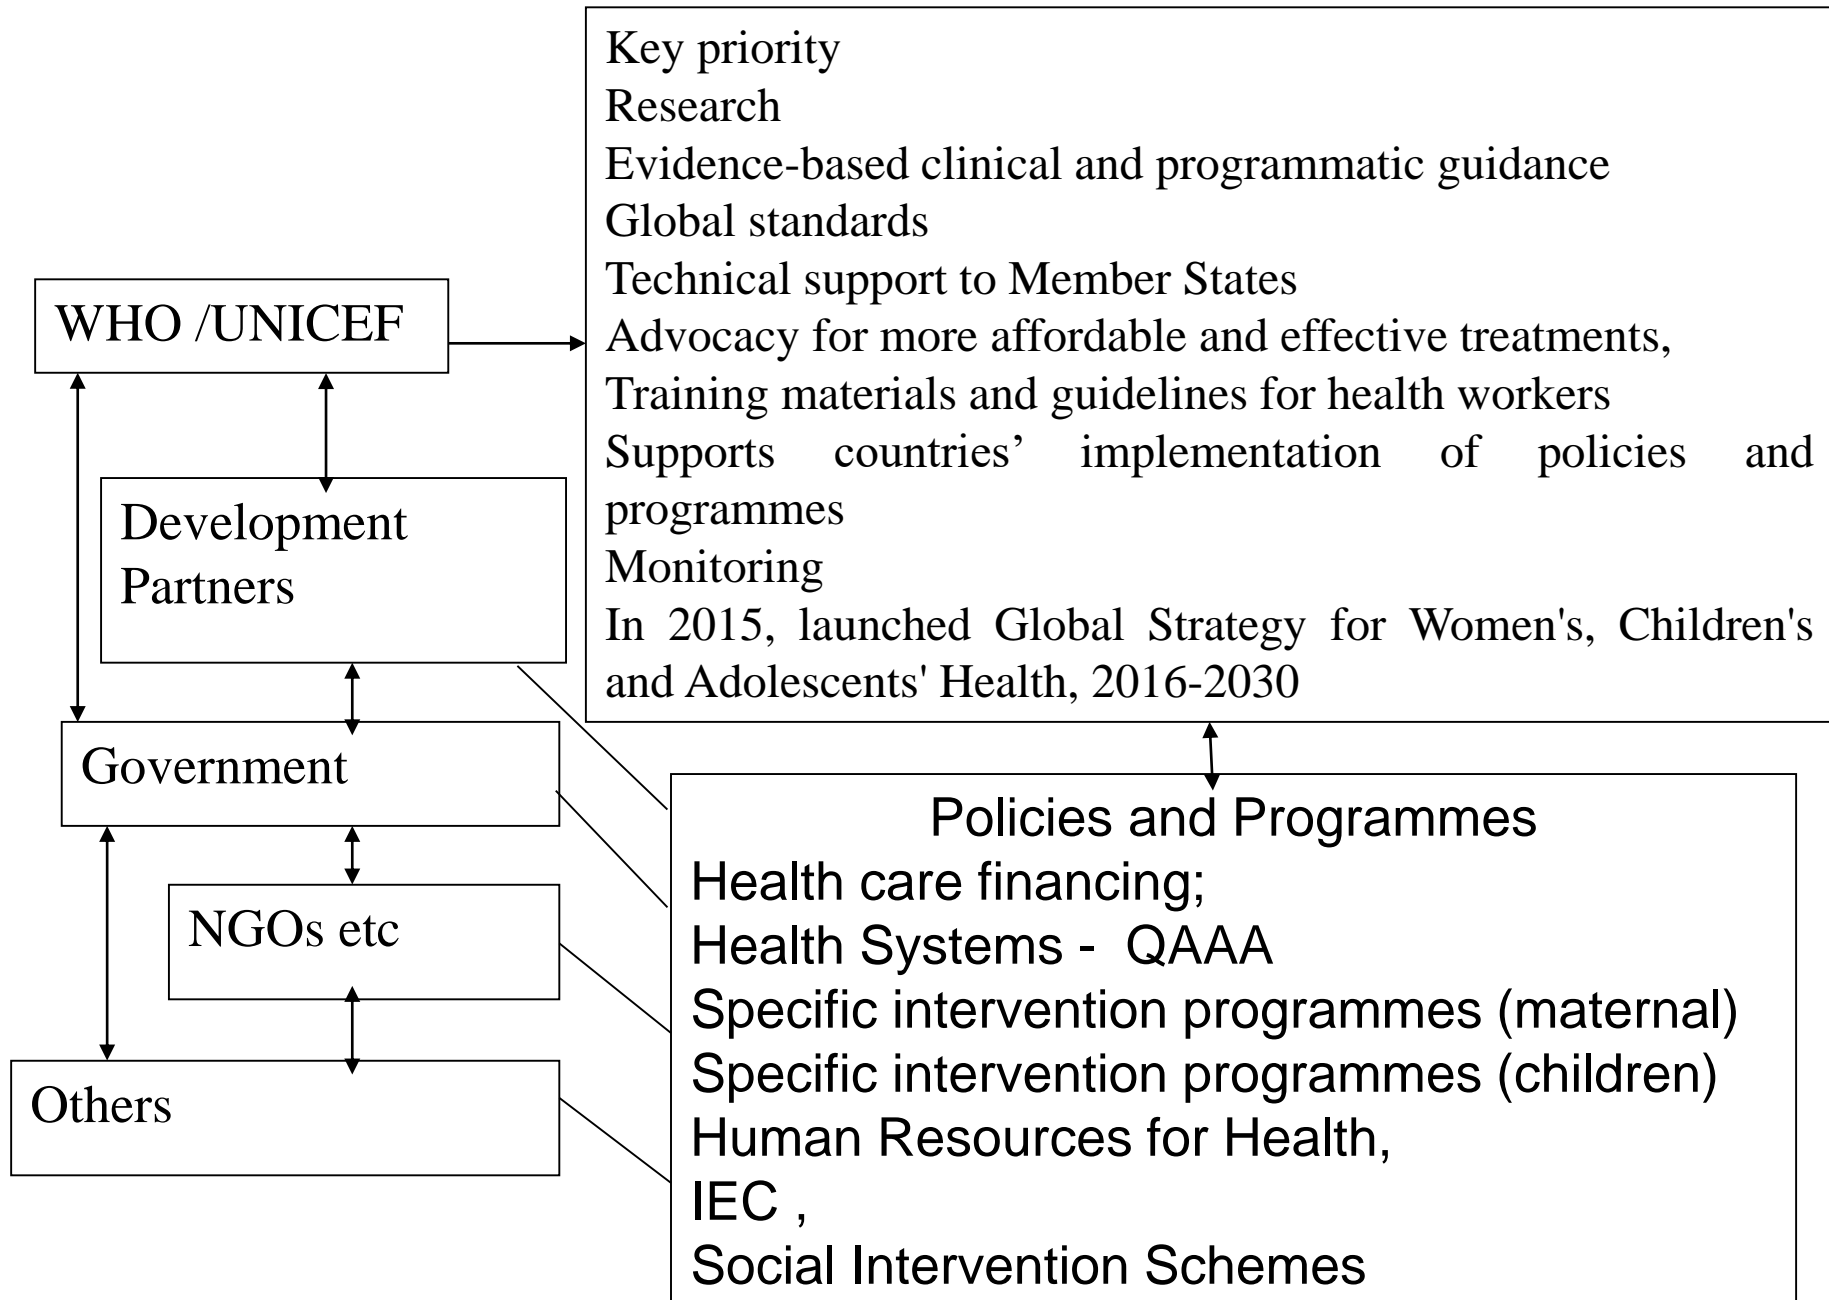 Key priority
Research
Evidence-based clinical and programmatic guidance
Global standards
Technical support to Member States
Advocacy for more affordable and effective treatments,
Training materials and guidelines for health workers
Supports countries’ implementation of policies and
programmes
Monitoring
In 2015, launched Global Strategy for Women's, Children's
and Adolescents' Health, 2016-2030
WHO /UNICEF
Development
Partners
Government
NGOs etc
Others
Policies and Programmes
Health care financing;
Health Systems - QAAA
Specific intervention programmes (maternal)
Specific intervention programmes (children)
Human Resources for Health,
IEC ,
Social Intervention Schemes